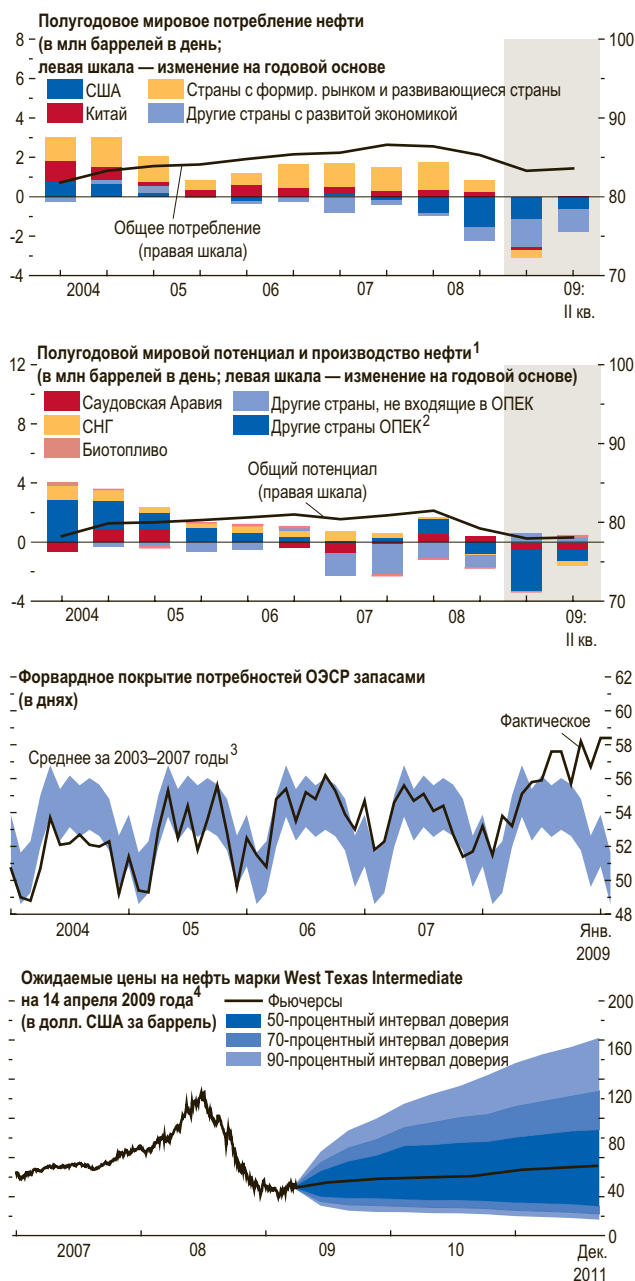 Полугодовое мировое потребление нефти
(в млн баррелей в день;
левая шкала — изменение на годовой основе
США
Страны с формир. рынком и развивающиеся страны
Китай
Другие страны с развитой экономикой
8
6
4
2
0
-2
-4
100
90
85
80
70
Общее потребление
(правая шкала)
2004 05 06 07 08 09:
II кв.
Полугодовой мировой потенциал и производство нефти1
(в млн баррелей в день; левая шкала — изменение на годовой основе)
Саудовская Аравия
Другие страны, не входящие в ОПЕК
СНГ
Другие страны ОПЕК2
Биотопливо
12
8
4
0
-4
100
90
80
70
Общий потенциал
(правая шкала)
2004 05 06 07 08 09:
II кв.
Форвардное покрытие потребностей ОЭСР запасами
(в днях)
Фактическое
Среднее за 2003–2007 годы3
62
60
58
56
54
52
50
48
2004 05 06 07 Янв.
2009
Ожидаемые цены на нефть марки West Texas Intermediate
на 14 апреля 2009 года4
(в долл. США за баррель)
Фьючерсы
50-процентный интервал доверия
70-процентный интервал доверия
90-процентный интервал доверия
200
160
120
80
40
0
2007 08 09 10 Дек.
2011